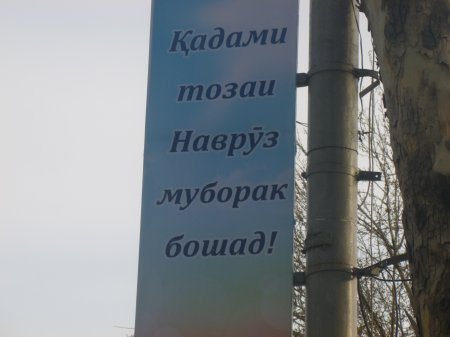 Қадами
тозаи
Наврӯз
муборак
бошад!